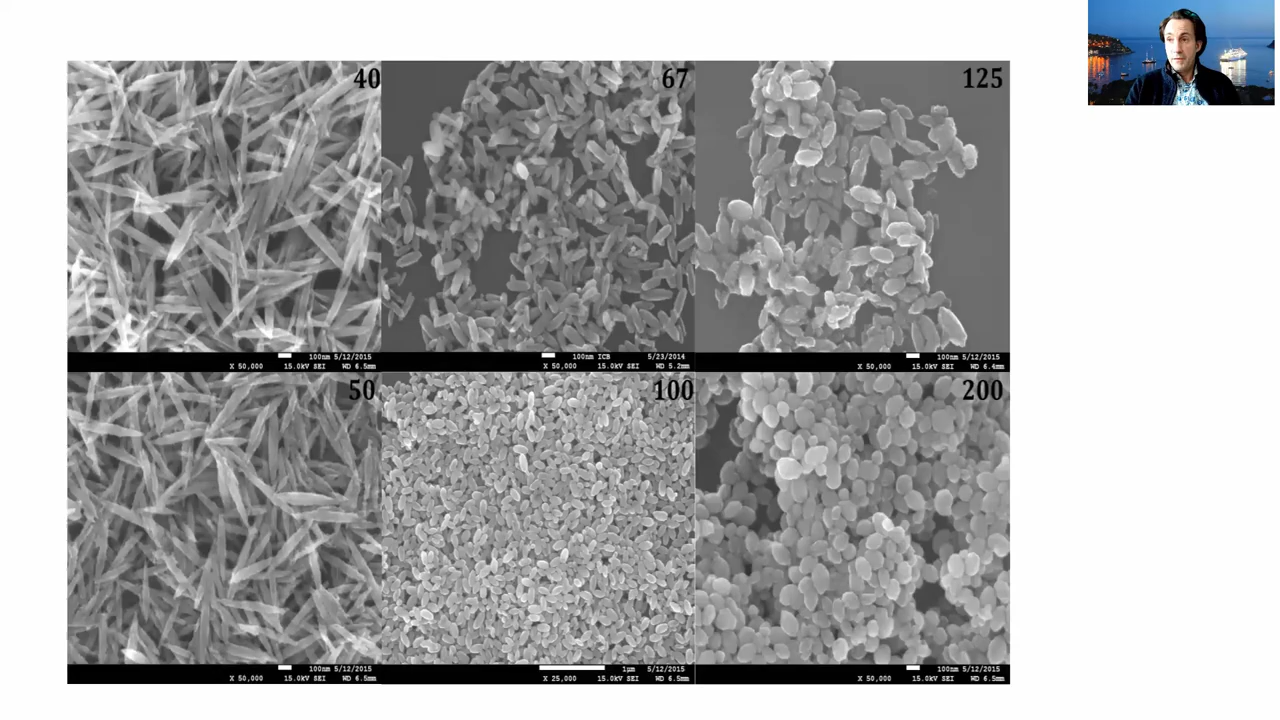 40
67
125
100nm 5/12/2015
X 50,000 15.0kV SEI WD 6.5mm
100nm ICB 5/23/2014
X 50,000 15.0kV SEI WD 5.2mm
100nm 5/12/2015
X 50,000 15.0kV SEI WD 6.4mm
50
100
200
100nm 5/12/2015
X 50,000 15.0kV SEI WD 6.5mm
1µm 5/12/2015
X 25,000 15.0kV SEI WD 6.5mm
100nm 5/12/2015
X 50,000 15.0kV SEI WD 6.5mm